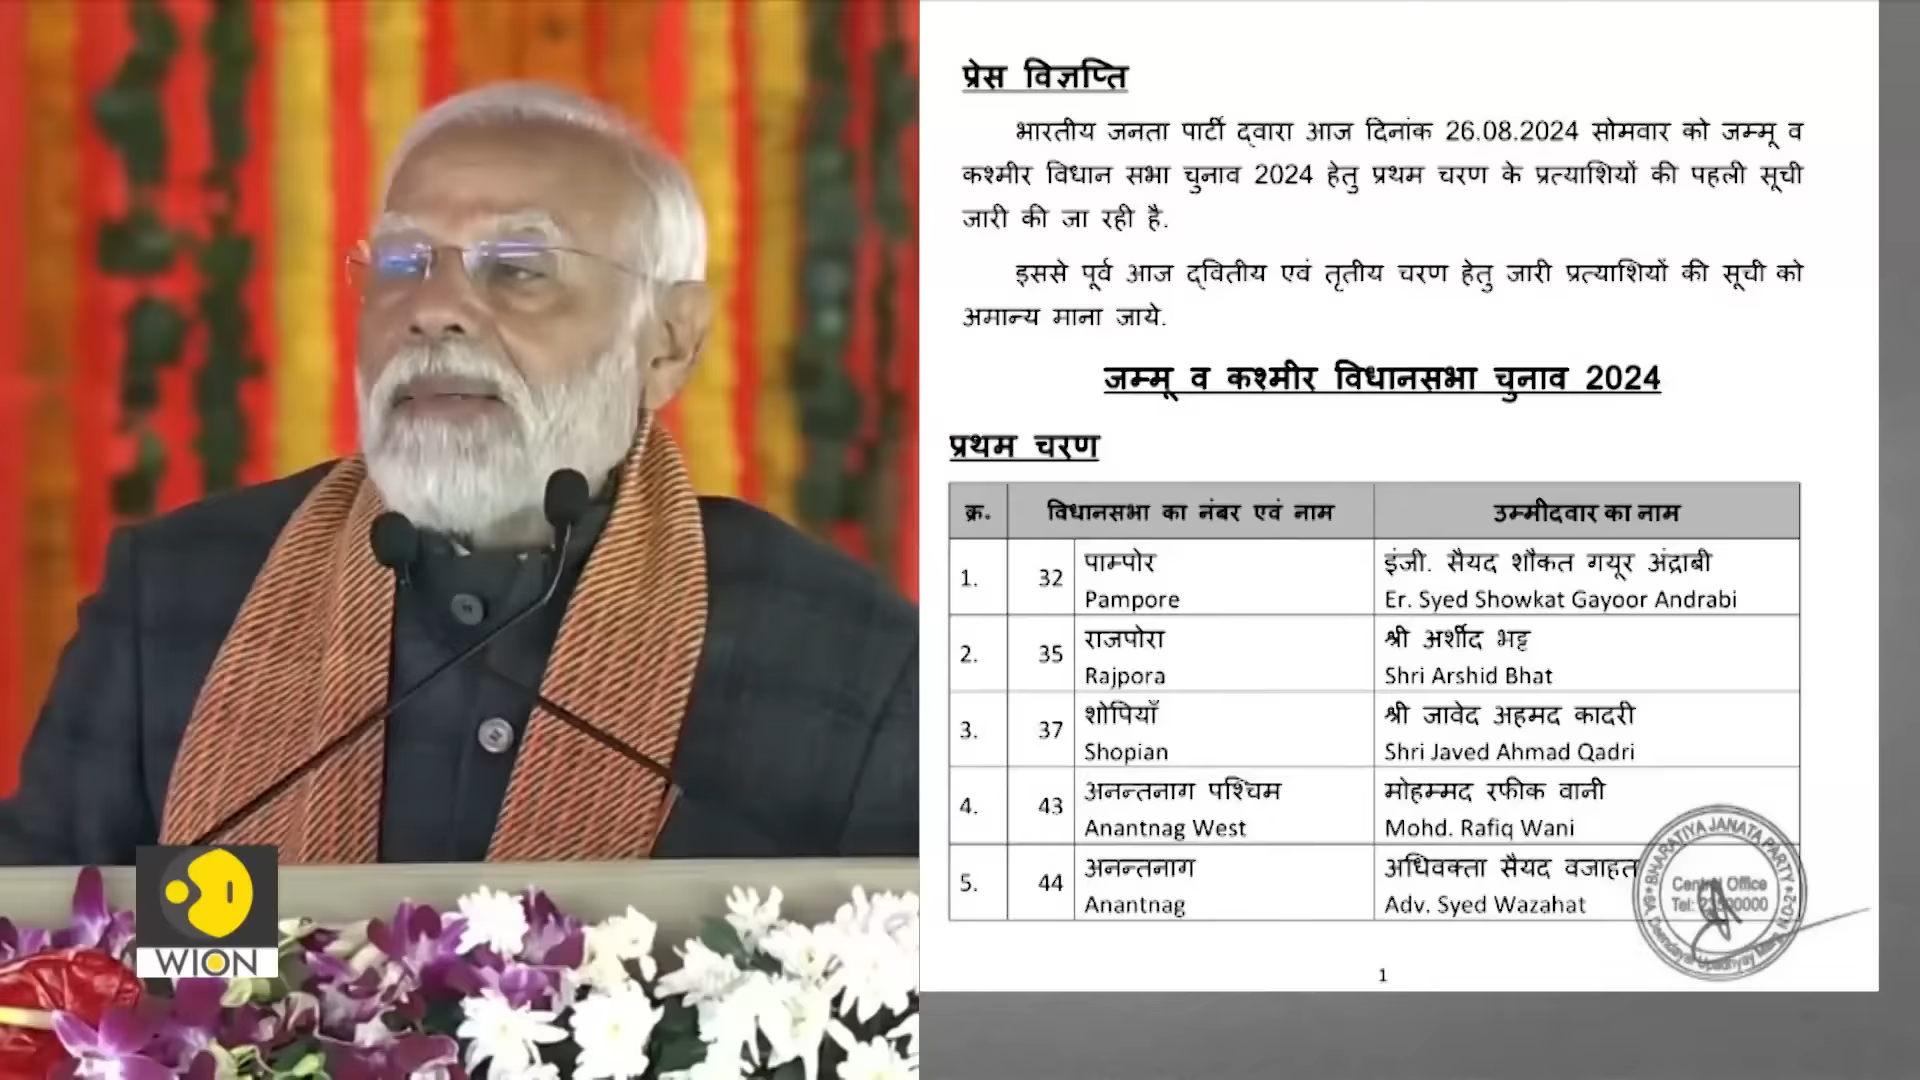 प्रेस विज्ञप्ति
भारतीय जनता पार्टी द्वारा आज दिनांक 26.08.2024 सोमवार को जम्मू व
कश्मीर विधान सभा चुनाव 2024 हेतु प्रथम चरण के प्रत्याशियों की पहली सूची
जारी की जा रही है.
इससे पूर्व आज द्वितीय एवं तृतीय चरण हेतु जारी प्रत्याशियों की सूची को
अमान्य माना जाये.
जम्मू व कश्मीर विधानसभा चुनाव 2024
प्रथम चरण
क्र. विधानसभा का नंबर एवं नाम उम्मीदवार का नाम
1. 32 पाम्पोर इंजी. सैयद शौकत गयूर अंद्राबी
Pampore Er. Syed Showkat Gayoor Andrabi
2. 35 राजपोरा श्री अर्शीद भट्ट
Rajpora Shri Arshid Bhat
3. 37 शोपियाँ श्री जावेद अहमद कादरी
Shopian Shri Javed Ahmad Qadri
4. 43 अनन्तनाग पश्चिम मोहम्मद रफीक वानी
Anantnag West Mohd. Rafiq Wani
5. 44 अनन्तनाग अधिवक्ता सैयद वजाहत
Anantnag Adv. Syed Wazahat
BHARATIYA JANATA PARTY
Central Office
Tel:
1
WION